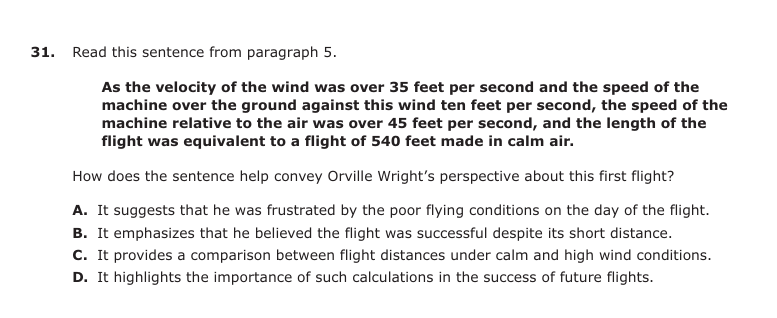 31. Read this sentence from paragraph 5.
As the velocity of the wind was over 35 feet per second and the speed of the
machine over the ground against this wind ten feet per second, the speed of the
machine relative to the air was over 45 feet per second, and the length of the
flight was equivalent to a flight of 540 feet made in calm air.
How does the sentence help convey Orville Wright's perspective about this first flight?
A. It suggests that he was frustrated by the poor flying conditions on the day of the flight.
B. It emphasizes that he believed the flight was successful despite its short distance.
C. It provides a comparison between flight distances under calm and high wind conditions.
D. It highlights the importance of such calculations in the success of future flights.